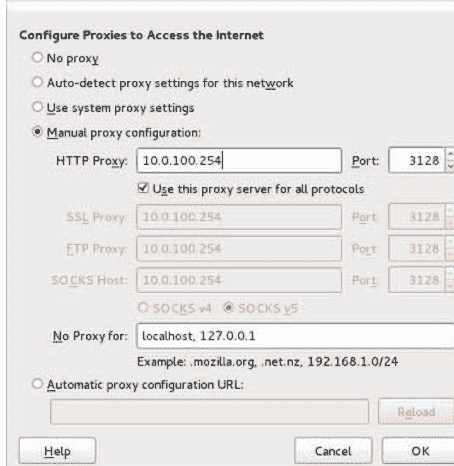 Configure Proxies to Access the Internet
No proxy
Auto-detect proxy settings for this network
Use system proxy settings
Manual proxy configuration:
HTTP Proxy: 10.0.100.254 Port: 3128
Use this proxy server for all protocols
SSL Proxy: 10.0.100.254 Port: 3128
FTP Proxy: 10.0.100.254 Port: 3128
SOCKS Host: 10.0.100.254 Port: 3128
SOCKS v4 SOCKS v5
No Proxy for: localhost, 127.0.0.1
Example: .mozilla.org, .net.nz, 192.168.1.0/24
Automatic proxy configuration URL:
Reload
Help Cancel OK